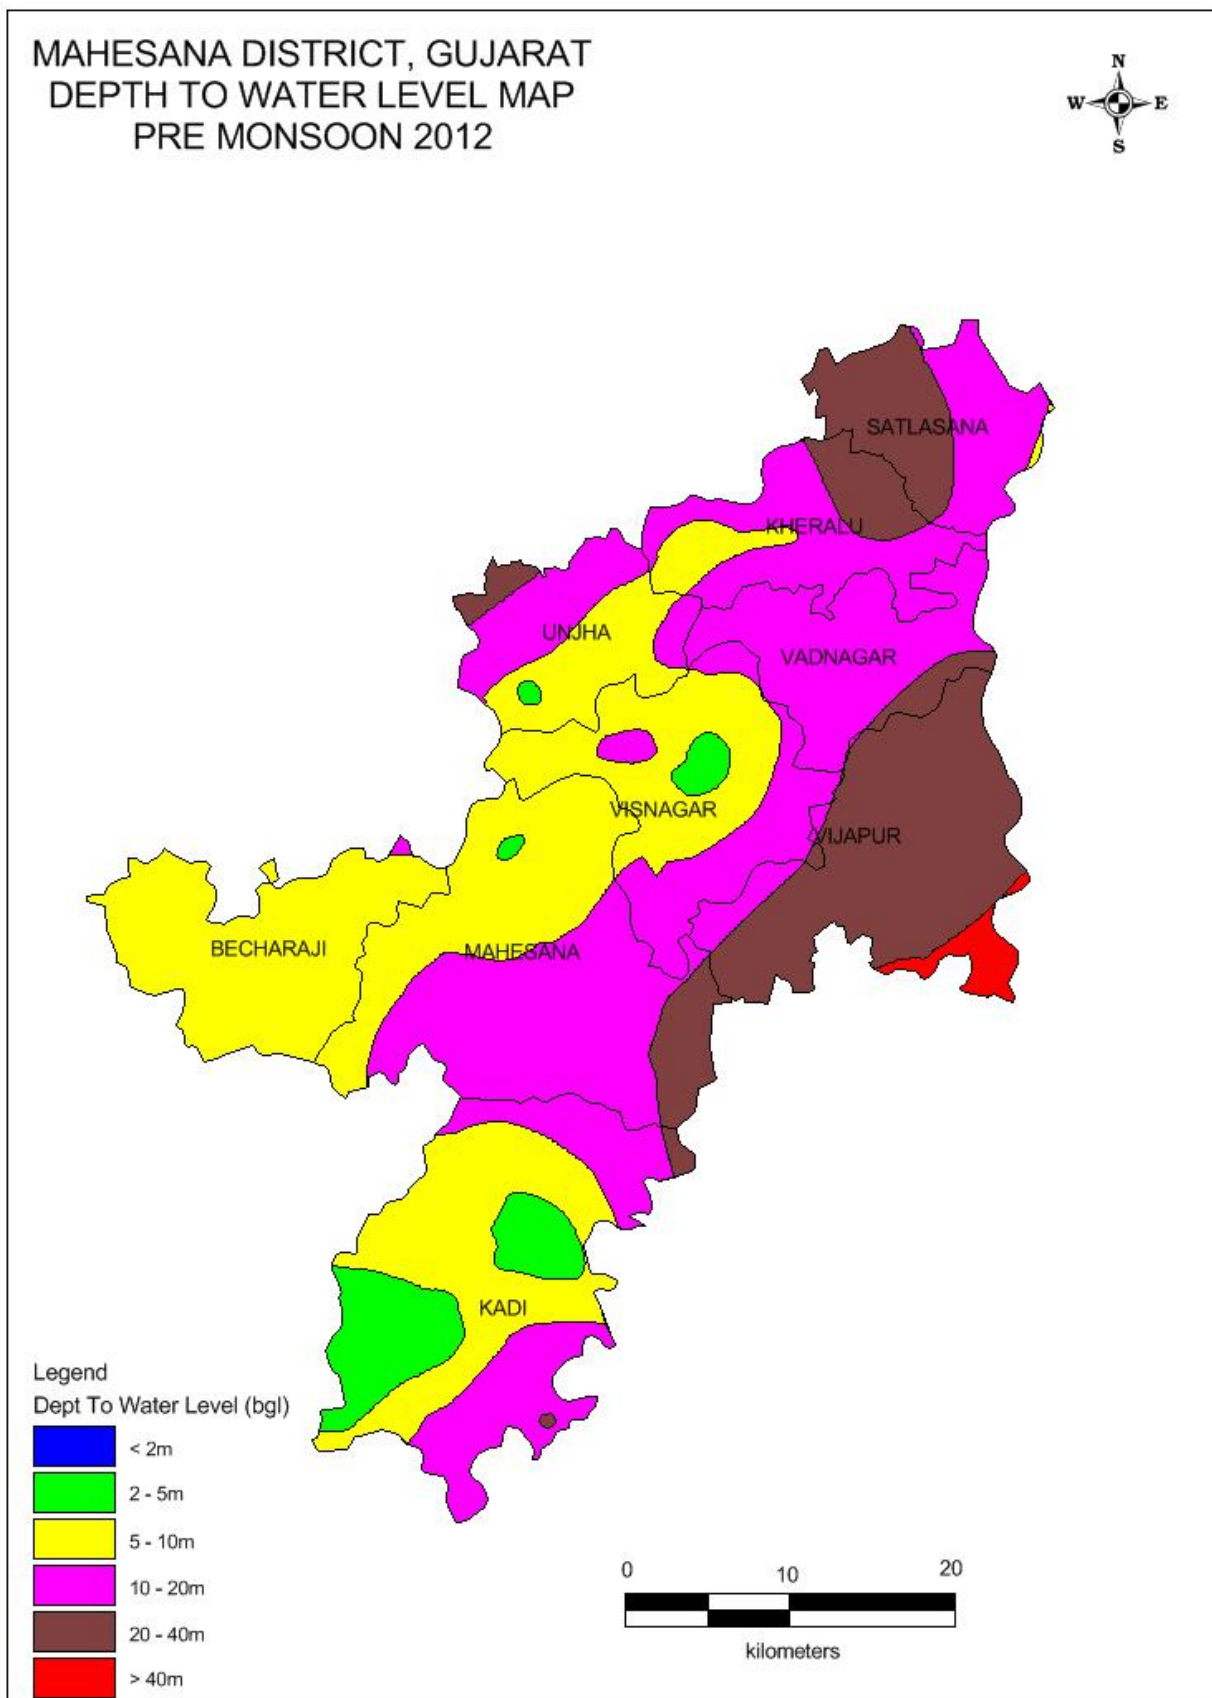 MAHESANA DISTRICT, GUJARAT
DEPTH TO WATER LEVEL MAP
PRE MONSOON 2012
N
W E
S
SATLASANA
KHERALU
UNJHA
VADNAGAR
VISNAGAR
VIJAPUR
BECHARAJI
MAHESANA
KADI
Legend
Dept To Water Level (bgl)
< 2m
2 - 5m
5 - 10m
10 - 20m
20 - 40m
> 40m
0 10 20
kilometers